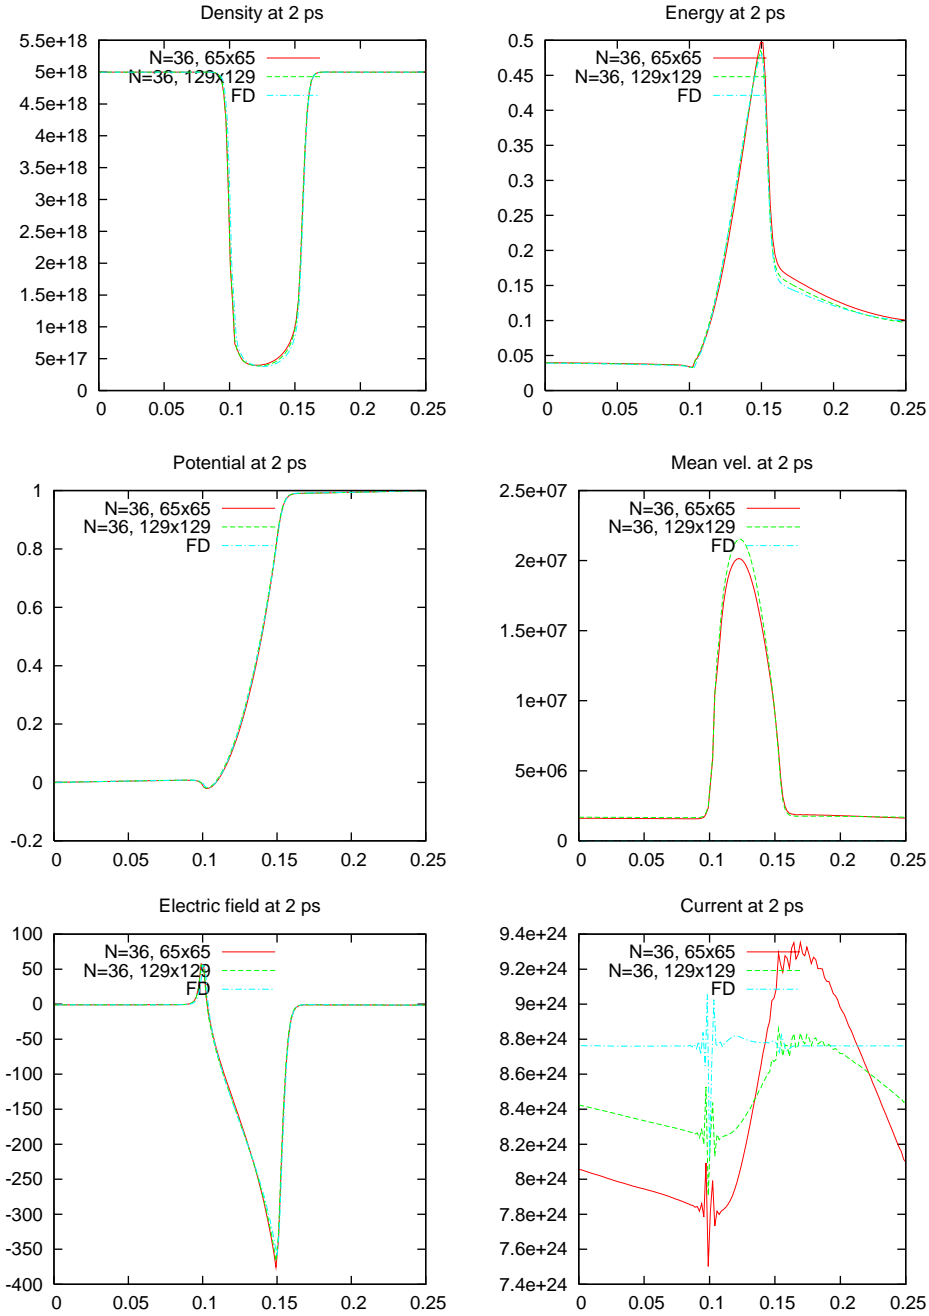 Density at 2 ps
5.5e+18
5e+18
4.5e+18
4e+18
3.5e+18
3e+18
2.5e+18
2e+18
1.5e+18
1e+18
5e+17
0
0 0.05 0.1 0.15 0.2 0.25
N=36, 65x65
N=36, 129x129
FD
Energy at 2 ps
0.5
0.45
0.4
0.35
0.3
0.25
0.2
0.15
0.1
0.05
0
0 0.05 0.1 0.15 0.2 0.25
N=36, 65x65
N=36, 129x129
FD
Potential at 2 ps
1
0.8
0.6
0.4
0.2
0
-0.2
0 0.05 0.1 0.15 0.2 0.25
N=36, 65x65
N=36, 129x129
FD
Mean vel. at 2 ps
2.5e+07
2e+07
1.5e+07
1e+07
5e+06
0
0 0.05 0.1 0.15 0.2 0.25
N=36, 65x65
N=36, 129x129
FD
Electric field at 2 ps
100
50
0
-50
-100
-150
-200
-250
-300
-350
-400
0 0.05 0.1 0.15 0.2 0.25
N=36, 65x65
N=36, 129x129
FD
Current at 2 ps
9.4e+24
9.2e+24
9e+24
8.8e+24
8.6e+24
8.4e+24
8.2e+24
8e+24
7.8e+24
7.6e+24
7.4e+24
0 0.05 0.1 0.15 0.2 0.25
N=36, 65x65
N=36, 129x129
FD